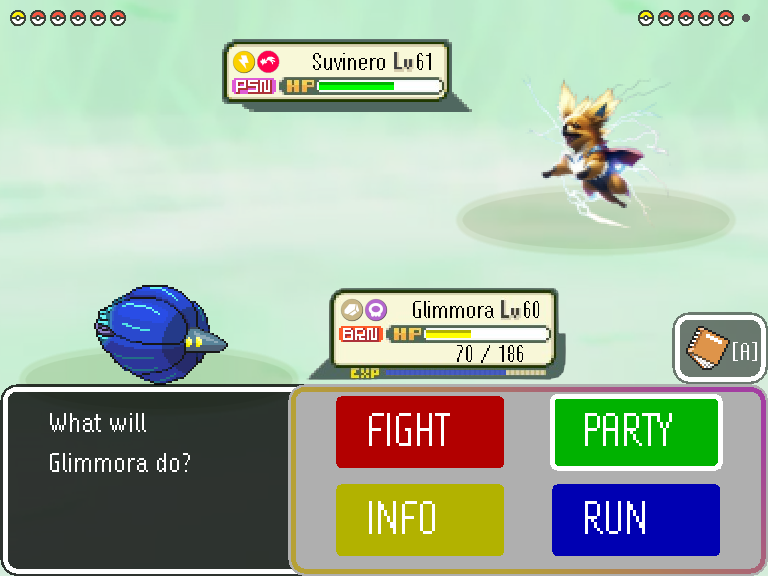 Suvinero Lv61
PSN HP
Glimmora Lv60
BRN HP
70 / 186
EXP
[A]
What will
Glimmora do?
FIGHT
PARTY
INFO
RUN